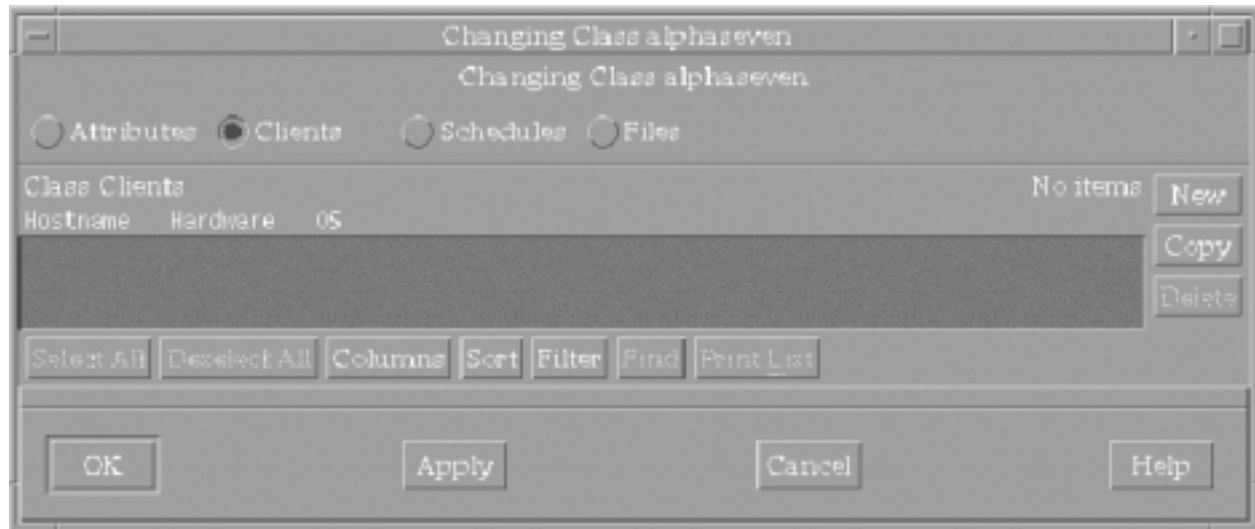 Changing Class alphaseven
Changing Class alphaseven
Attributes Clients Schedules Files
Class Clients No items
Hostname Hardware OS
New
Copy
Delete
Select All Deselect All Columns Sort Filter Find Print List
OK Apply Cancel Help